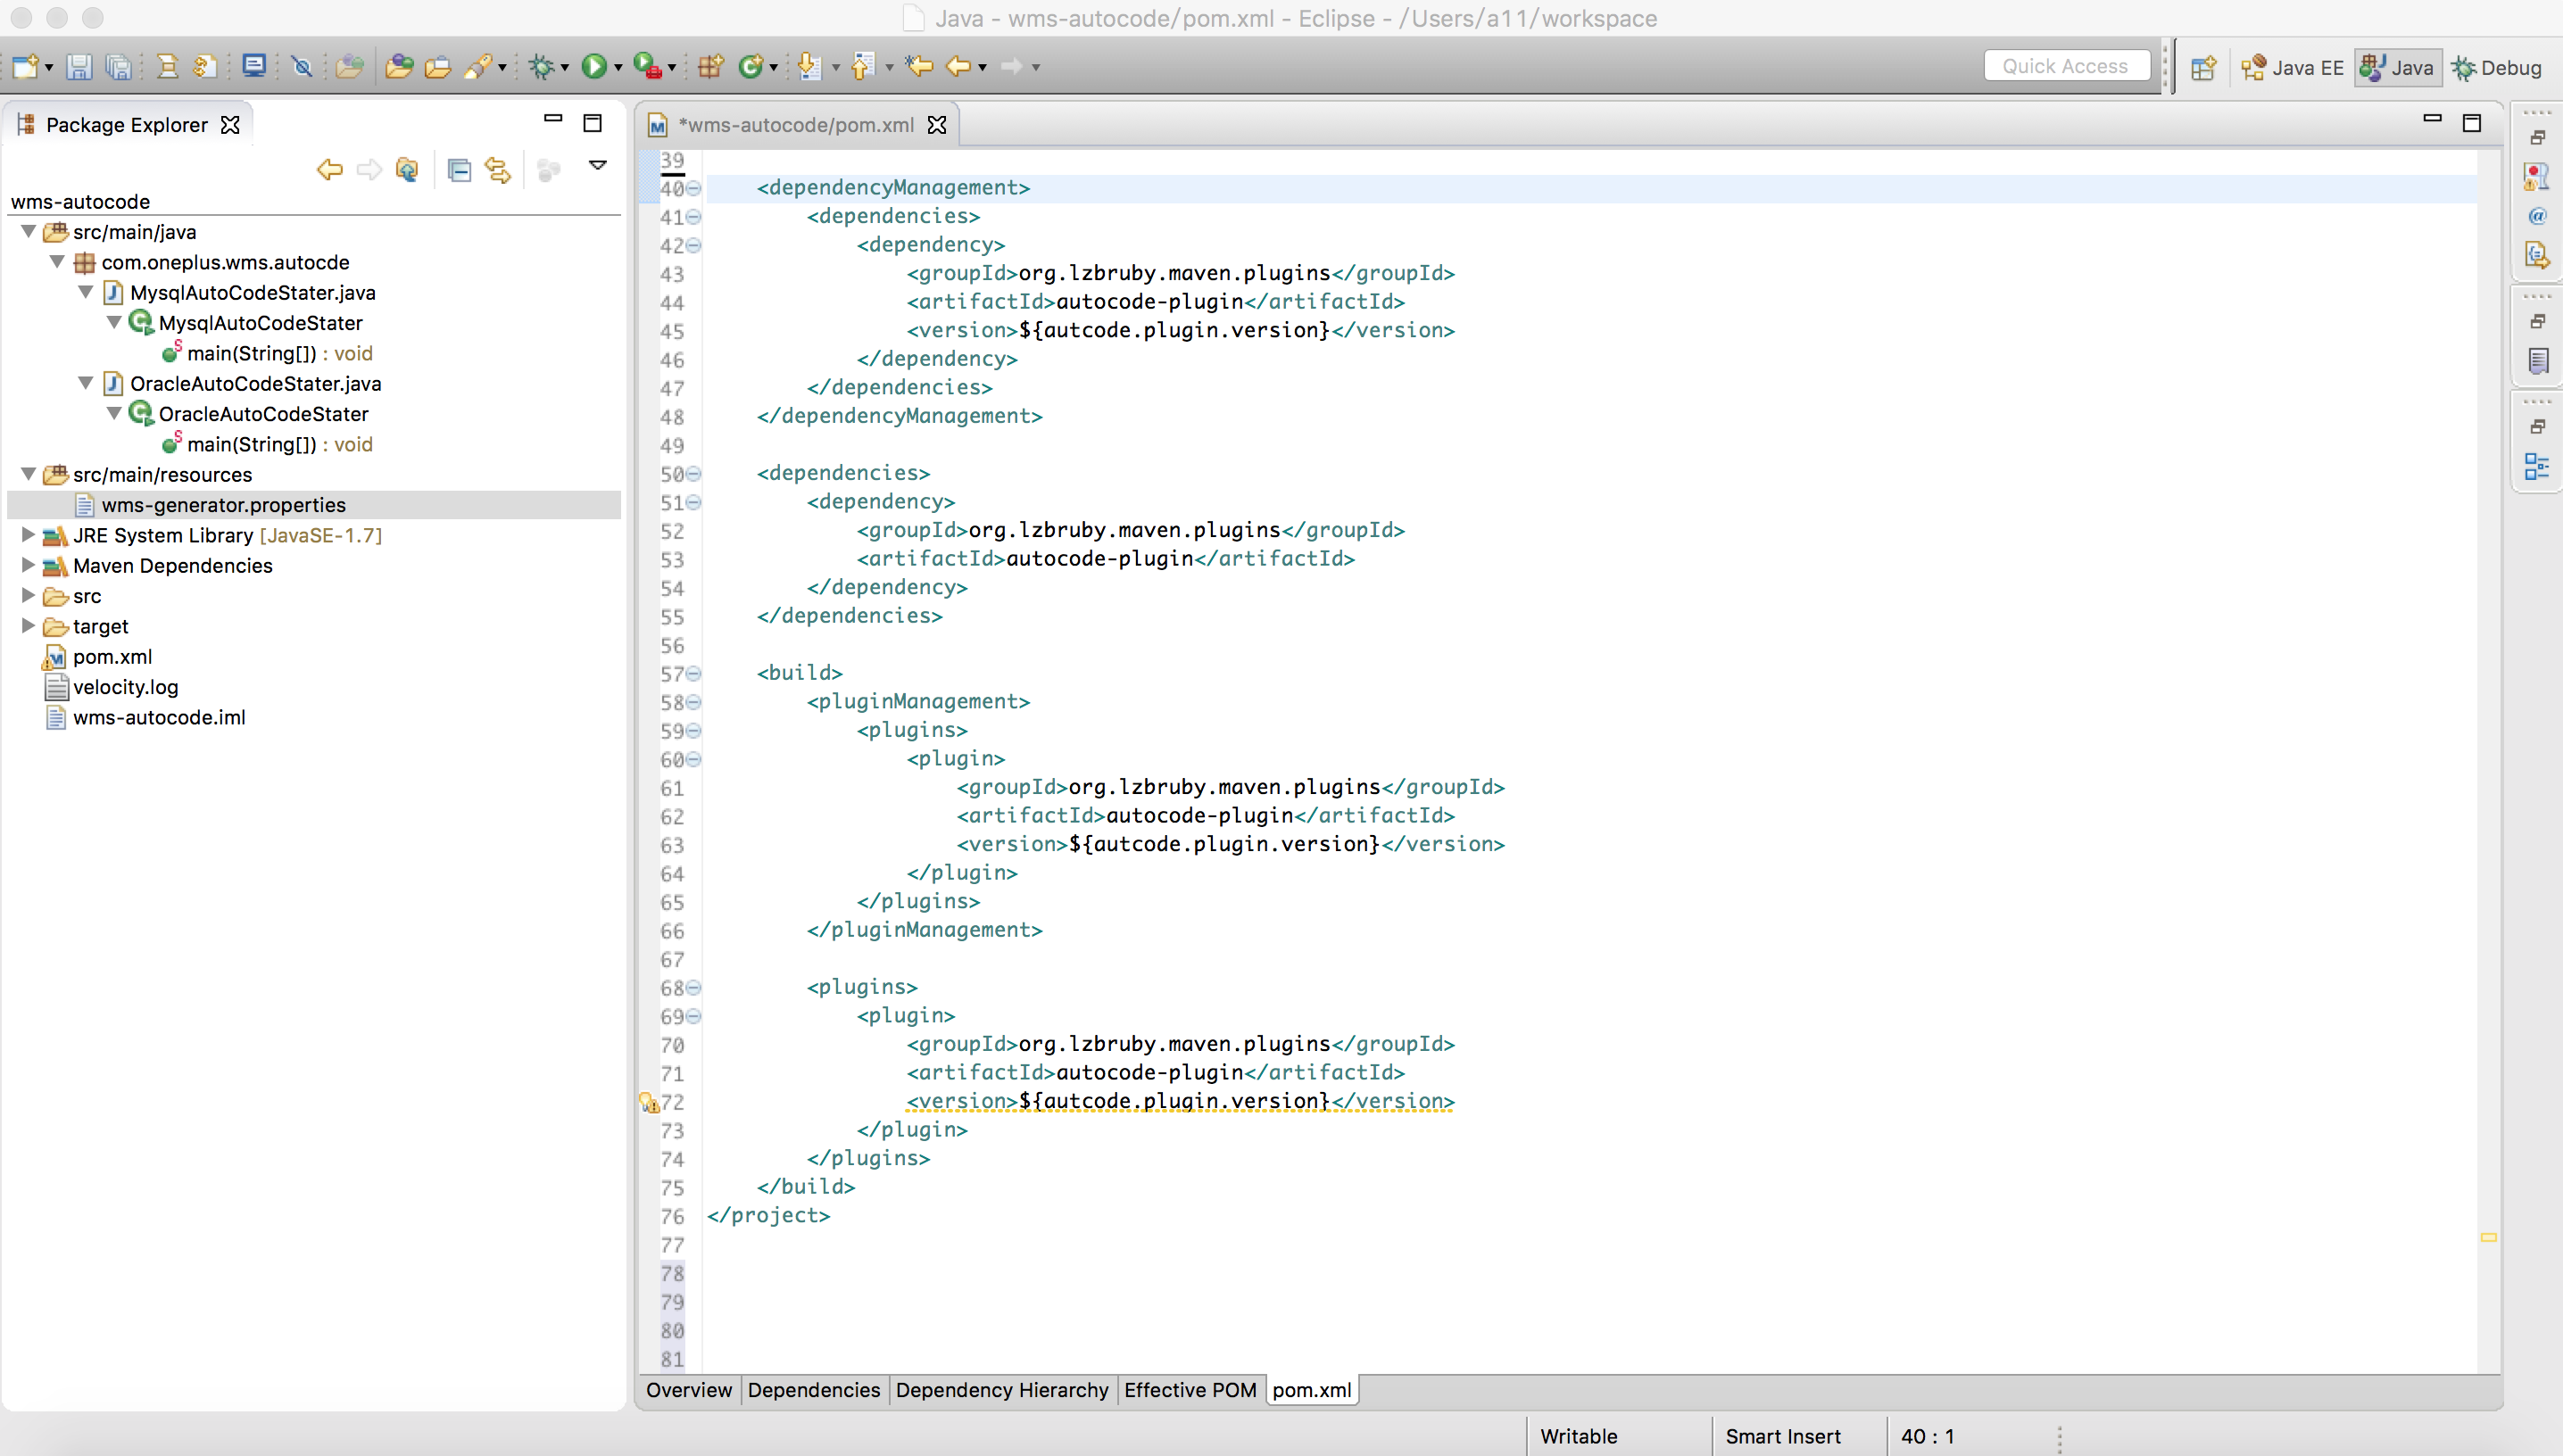 Java - wms-autocode/pom.xml - Eclipse - /Users/a11/workspace
Quick Access
Java EE
Java
Debug
Package Explorer
wms-autocode
src/main/java
com.oneplus.wms.autocde
MysqlAutoCodeStater.java
MysqlAutoCodeStater
main(String[]) : void
OracleAutoCodeStater.java
OracleAutoCodeStater
main(String[]) : void
src/main/resources
wms-generator.properties
JRE System Library [JavaSE-1.7]
Maven Dependencies
src
target
pom.xml
velocity.log
wms-autocode.iml
*wms-autocode/pom.xml
39
40 <dependencyManagement>
41 <dependencies>
42 <dependency>
43 <groupId>org.lzbruby.maven.plugins</groupId>
44 <artifactId>autocode-plugin</artifactId>
45 <version>${autcode.plugin.version}</version>
46 </dependency>
47 </dependencies>
48 </dependencyManagement>
49
50 <dependencies>
51 <dependency>
52 <groupId>org.lzbruby.maven.plugins</groupId>
53 <artifactId>autocode-plugin</artifactId>
54 </dependency>
55 </dependencies>
56
57 <build>
58 <pluginManagement>
59 <plugins>
60 <plugin>
61 <groupId>org.lzbruby.maven.plugins</groupId>
62 <artifactId>autocode-plugin</artifactId>
63 <version>${autcode.plugin.version}</version>
64 </plugin>
65 </plugins>
66 </pluginManagement>
67
68 <plugins>
69 <plugin>
70 <groupId>org.lzbruby.maven.plugins</groupId>
71 <artifactId>autocode-plugin</artifactId>
72 <version>${autcode.plugin.version}</version>
73 </plugin>
74 </plugins>
75 </build>
76 </project>
77
78
79
80
81
Overview Dependencies Dependency Hierarchy Effective POM pom.xml
Writable Smart Insert 40 : 1